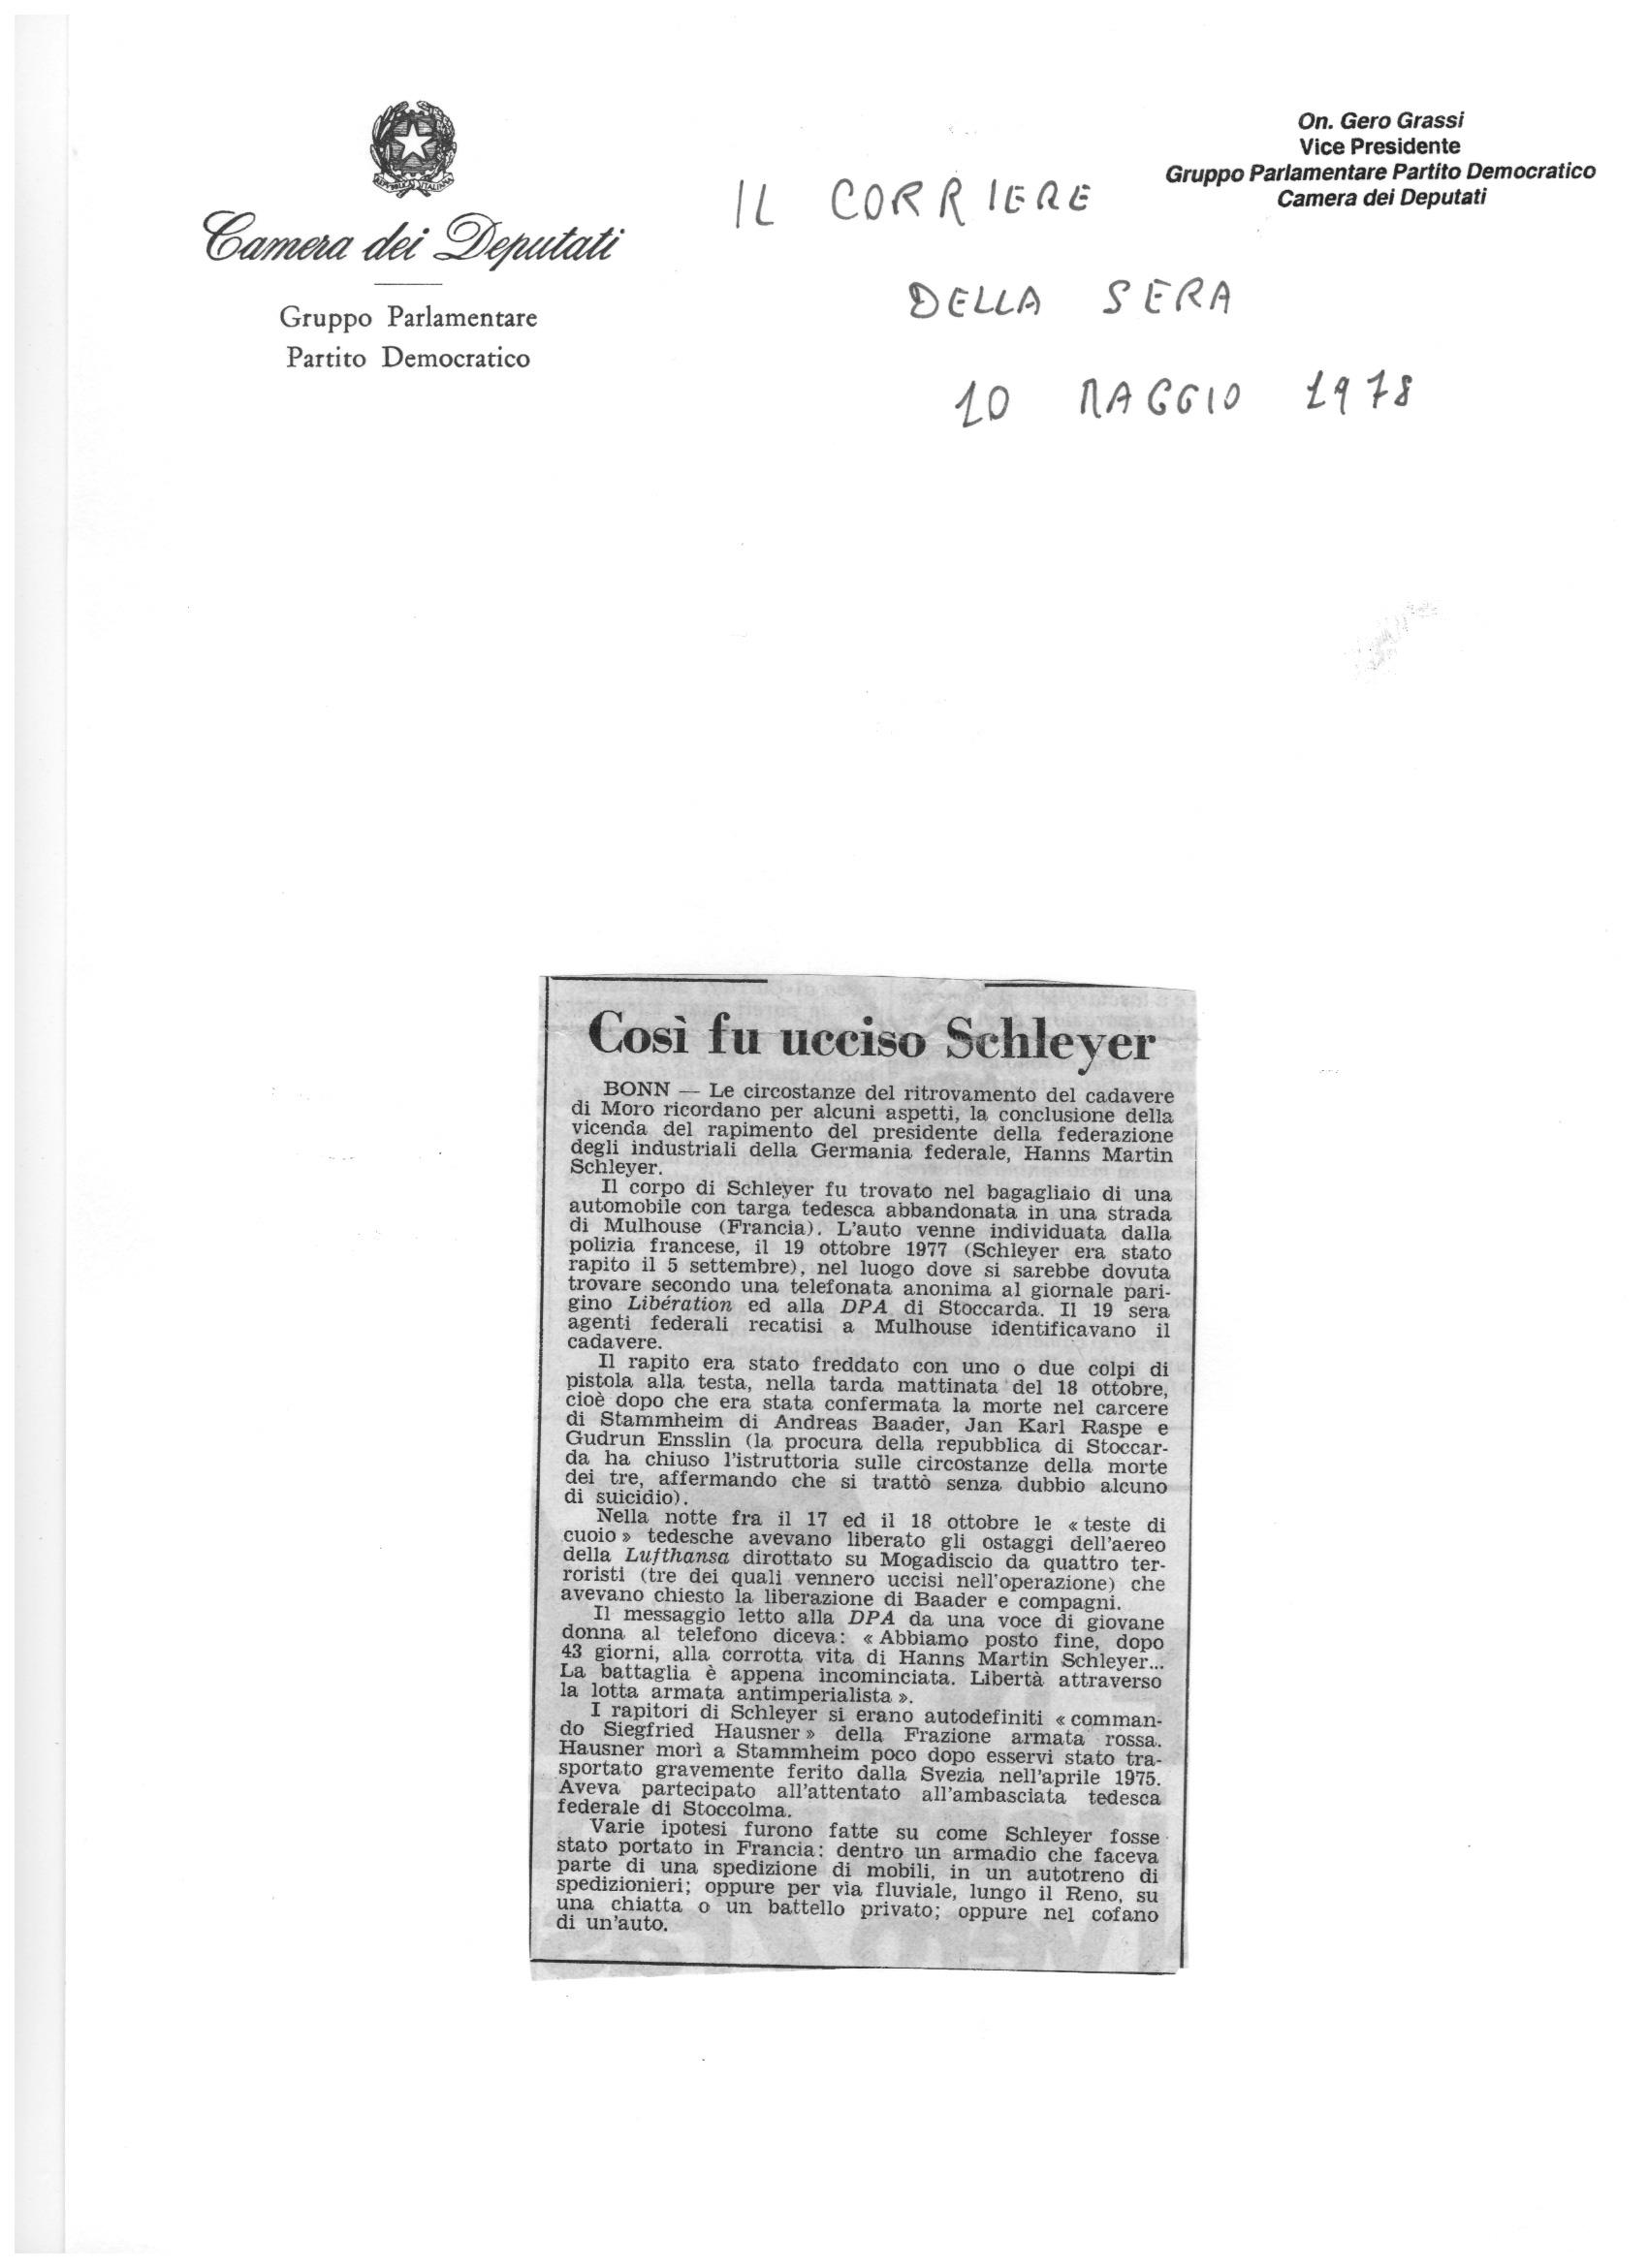 REPVBBLICA ITALIANA
Camera dei Deputati
Gruppo Parlamentare
Partito Democratico
On. Gero Grassi
Vice Presidente
Gruppo Parlamentare Partito Democratico
Camera dei Deputati
IL CORRIERE
DELLA SERA
10 MAGGIO 1978
Così fu ucciso Schleyer
BONN — Le circostanze del ritrovamento del cadavere
di Moro ricordano per alcuni aspetti, la conclusione della
vicenda del rapimento del presidente della federazione
degli industriali della Germania federale, Hanns Martin
Schleyer.
Il corpo di Schleyer fu trovato nel bagagliaio di una
automobile con targa tedesca abbandonata in una strada
di Mulhouse (Francia). L'auto venne individuata dalla
polizia francese, il 19 ottobre 1977 (Schleyer era stato
rapito il 5 settembre), nel luogo dove si sarebbe dovuta
trovare secondo una telefonata anonima al giornale pari-
gino Libération ed alla DPA di Stoccarda. Il 19 sera
agenti federali recatisi a Mulhouse identificavano il
cadavere.
Il rapito era stato freddato con uno o due colpi di
pistola alla testa, nella tarda mattinata del 18 ottobre,
cioè dopo che era stata confermata la morte nel carcere
di Stammheim di Andreas Baader, Jan Karl Raspe e
Gudrun Ensslin (la procura della repubblica di Stoccar-
da ha chiuso l'istruttoria sulle circostanze della morte
dei tre, affermando che si trattò senza dubbio alcuno
di suicidio).
Nella notte fra il 17 ed il 18 ottobre le « teste di
cuoio » tedesche avevano liberato gli ostaggi dell'aereo
della Lufthansa dirottato su Mogadiscio da quattro ter-
roristi (tre dei quali vennero uccisi nell'operazione) che
avevano chiesto la liberazione di Baader e compagni.
Il messaggio letto alla DPA da una voce di giovane
donna al telefono diceva: « Abbiamo posto fine, dopo
43 giorni, alla corrotta vita di Hanns Martin Schleyer...
La battaglia è appena incominciata. Libertà attraverso
la lotta armata antimperialista ».
I rapitori di Schleyer si erano autodefiniti « comman-
do Siegfried Hausner » della Frazione armata rossa.
Hausner morì a Stammheim poco dopo esservi stato tra-
sportato gravemente ferito dalla Svezia nell'aprile 1975.
Aveva partecipato all'attentato all'ambasciata tedesca
federale di Stoccolma.
Varie ipotesi furono fatte su come Schleyer fosse
stato portato in Francia: dentro un armadio che faceva
parte di una spedizione di mobili, in un autotreno di
spedizionieri; oppure per via fluviale, lungo il Reno, su
una chiatta o un battello privato; oppure nel cofano
di un'auto.